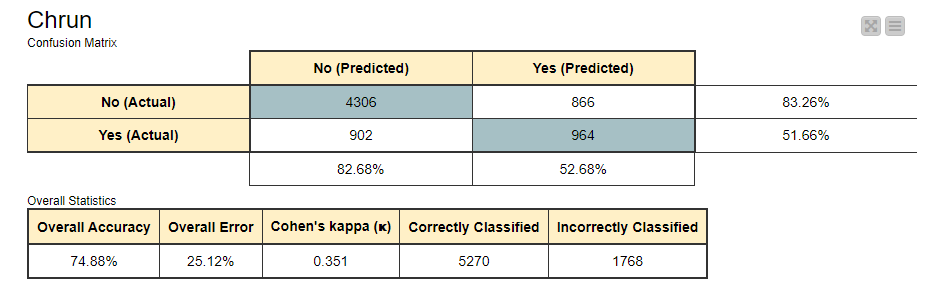 Chrun
Confusion Matrix
No (Predicted) Yes (Predicted)
No (Actual) 4306 866 83.26%
Yes (Actual) 902 964 51.66%
82.68% 52.68%
Overall Statistics
Overall Accuracy Overall Error Cohen's kappa (κ) Correctly Classified Incorrectly Classified
74.88% 25.12% 0.351 5270 1768